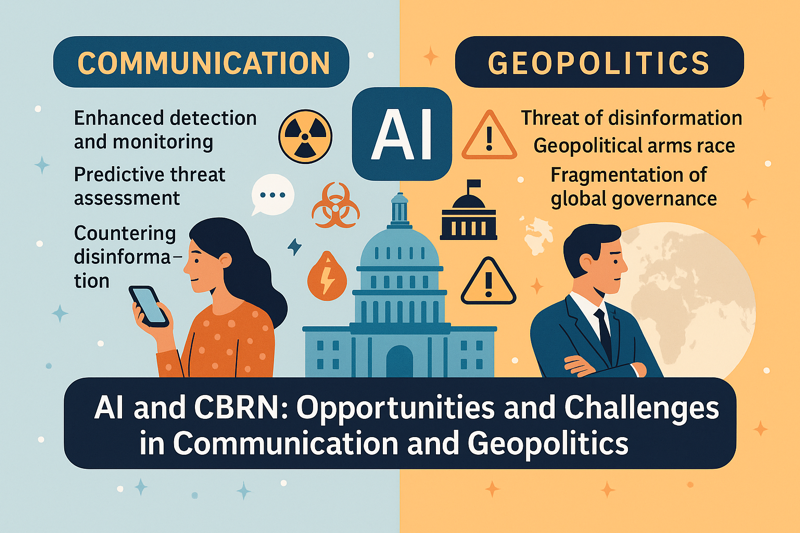 COMMUNICATION
Enhanced detection
and monitoring
Predictive threat
assessment
Countering
disinforma–
tion
AI
GEOPOLITICS
Threat of disinformation
Geopolitical arms race
Fragmentation of
global governance
AI and CBRN: Opportunities and Challenges
in Communication and Geopolitics